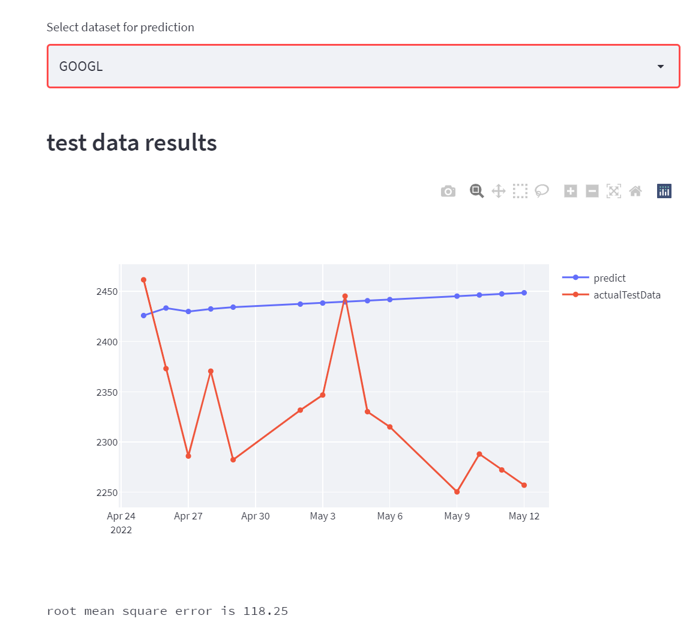 Select dataset for prediction
GOOGL
test data results
predict
actualTestData
2450
2400
2350
2300
2250
Apr 24
2022
Apr 27
Apr 30
May 3
May 6
May 9
May 12
root mean square error is 118.25